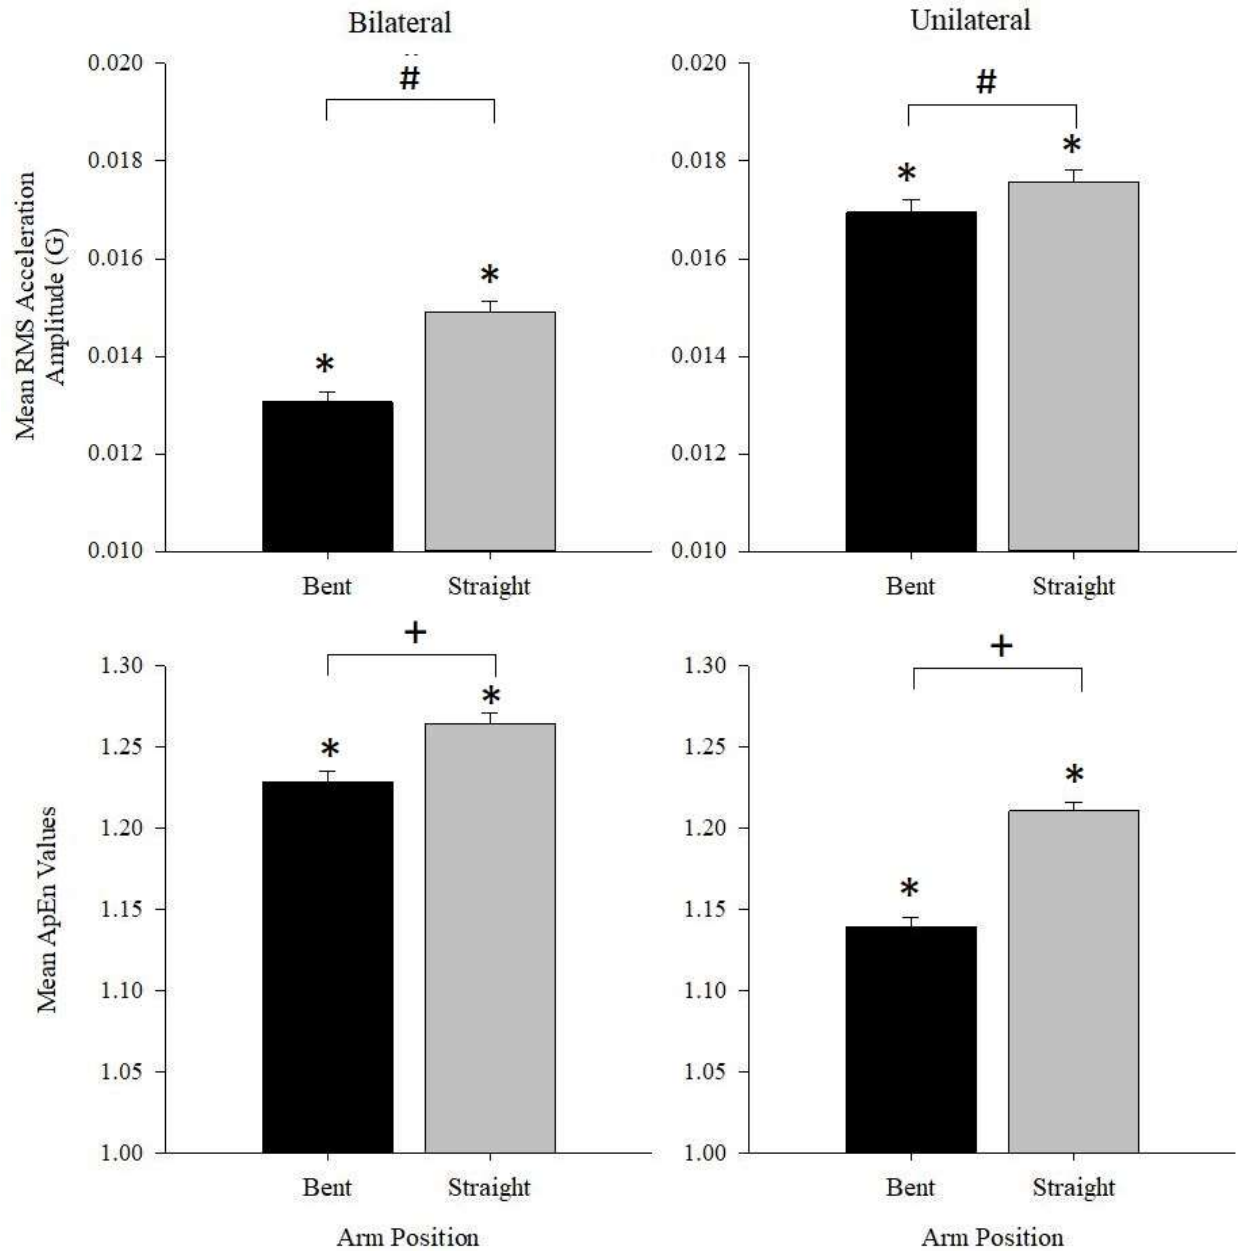 Bilateral
Unilateral
Mean RMS Acceleration
Amplitude (G)
0.020
0.018
0.016
0.014
0.012
0.010
#
*
*
Bent
Straight
0.020
0.018
0.016
0.014
0.012
0.010
#
*
*
Bent
Straight
Mean ApEn Values
1.30
1.25
1.20
1.15
1.10
1.05
1.00
+
*
*
Bent
Straight
Arm Position
1.30
1.25
1.20
1.15
1.10
1.05
1.00
+
*
*
Bent
Straight
Arm Position